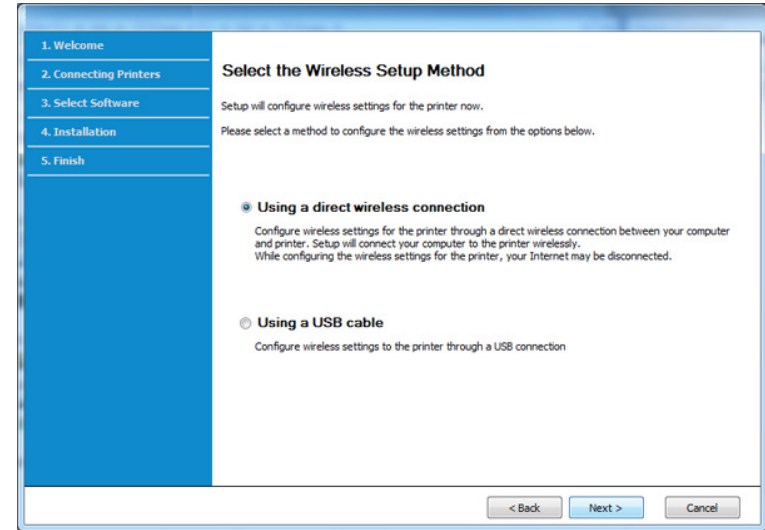 1. Welcome
2. Connecting Printers
3. Select Software
4. Installation
5. Finish
Select the Wireless Setup Method
Setup will configure wireless settings for the printer now.
Please select a method to configure the wireless settings from the options below.
Using a direct wireless connection
Configure wireless settings for the printer through a direct wireless connection between your computer
and printer. Setup will connect your computer to the printer wirelessly.
While configuring the wireless settings for the printer, your Internet may be disconnected.
Using a USB cable
Configure wireless settings to the printer through a USB connection
< Back
Next >
Cancel